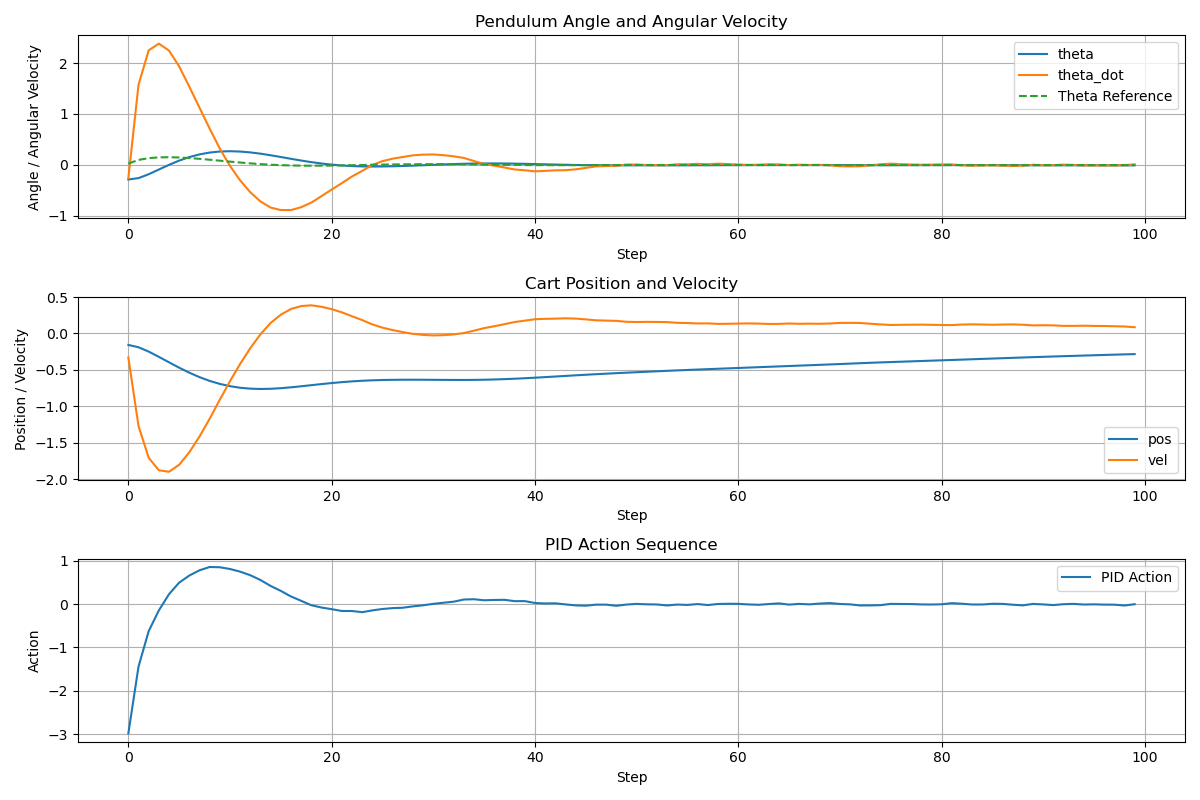 Pendulum Angle and Angular Velocity
Angle / Angular Velocity
2
1
0
−1
theta
theta_dot
Theta Reference
0 20 40 60 80 100
Step
Cart Position and Velocity
Position / Velocity
0.5
0.0
−0.5
−1.0
−1.5
−2.0
pos
vel
0 20 40 60 80 100
Step
PID Action Sequence
Action
1
0
−1
−2
−3
PID Action
0 20 40 60 80 100
Step